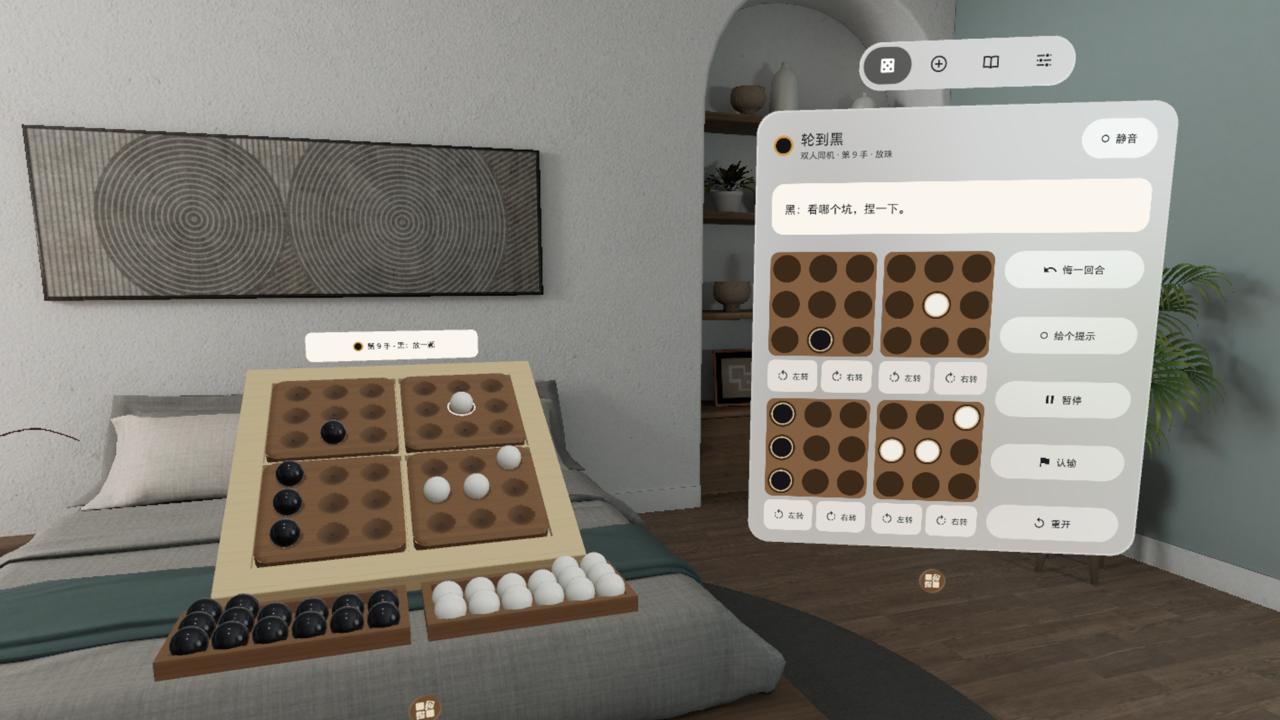 轮到黑
双人同机 · 第 9 手 · 放珠
静音
黑：看哪个坑，捏一下。
悔一回合
给个提示
左转
右转
左转
右转
暂停
认输
左转
右转
左转
右转
重开
第 9 手 · 黑：放一颗